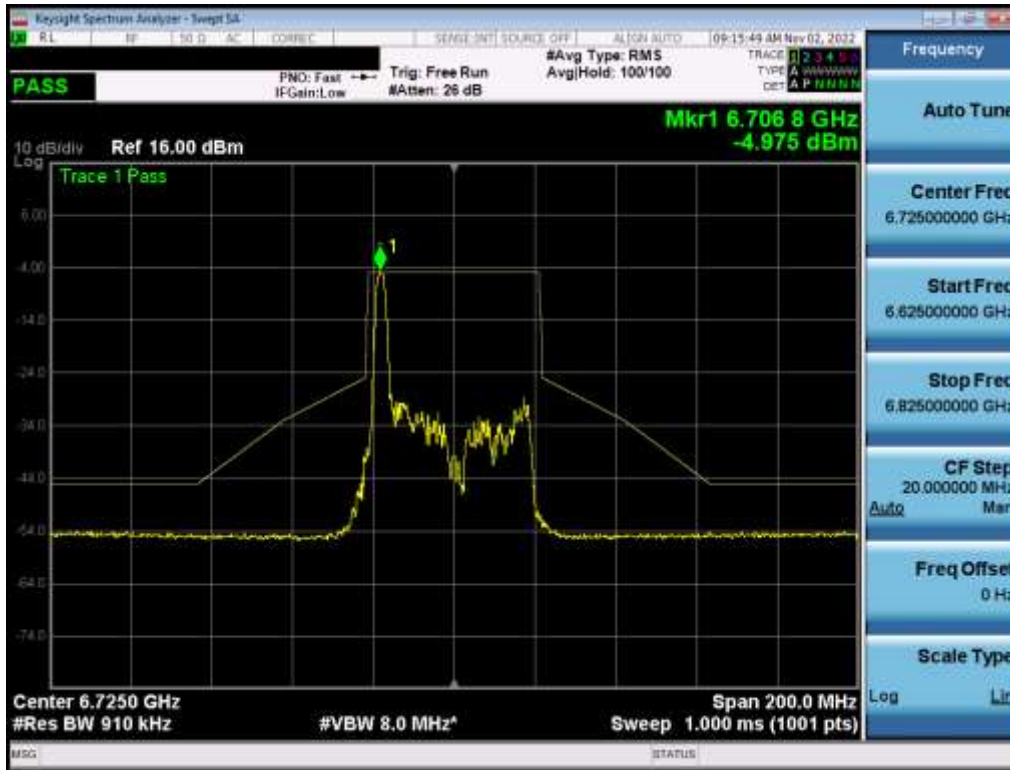 Keysight Spectrum Analyzer - Swept SA
RL RF 50 Ω AC CORREC SENSE:INT SOURCE OFF ALIGN AUTO 09:15:49 AM Nov 02, 2022
Frequency
PASS
PNO: Fast
IFGain:Low
Trig: Free Run
#Atten: 26 dB
#Avg Type: RMS
Avg|Hold: 100/100
TRACE 1 2 3 4 5 6
TYPE A WWWWW
DET A P N N N N
Mkr1 6.706 8 GHz
-4.975 dBm
10 dB/div Ref 16.00 dBm
Log
Trace 1 Pass
1
6.00
-4.00
-14.0
-24.0
-34.0
-44.0
-54.0
-64.0
-74.0
Center 6.7250 GHz
Span 200.0 MHz
#Res BW 910 kHz
#VBW 8.0 MHz*
Sweep 1.000 ms (1001 pts)
MSG
STATUS
Auto Tune
Center Freq
6.725000000 GHz
Start Freq
6.625000000 GHz
Stop Freq
6.825000000 GHz
CF Step
20.000000 MHz
Auto Man
Freq Offset
0 Hz
Scale Type
Log Lin